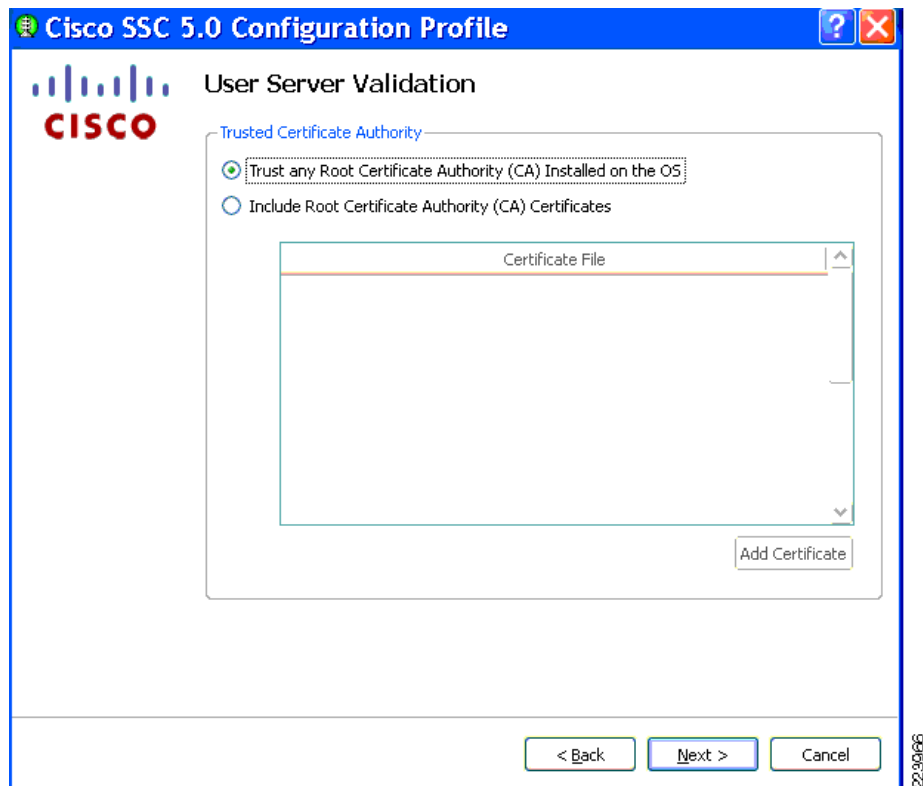 Cisco SSC 5.0 Configuration Profile
?
CISCO
User Server Validation
Trusted Certificate Authority
Trust any Root Certificate Authority (CA) Installed on the OS
Include Root Certificate Authority (CA) Certificates
Certificate File
Add Certificate
< Back
Next >
Cancel
223966